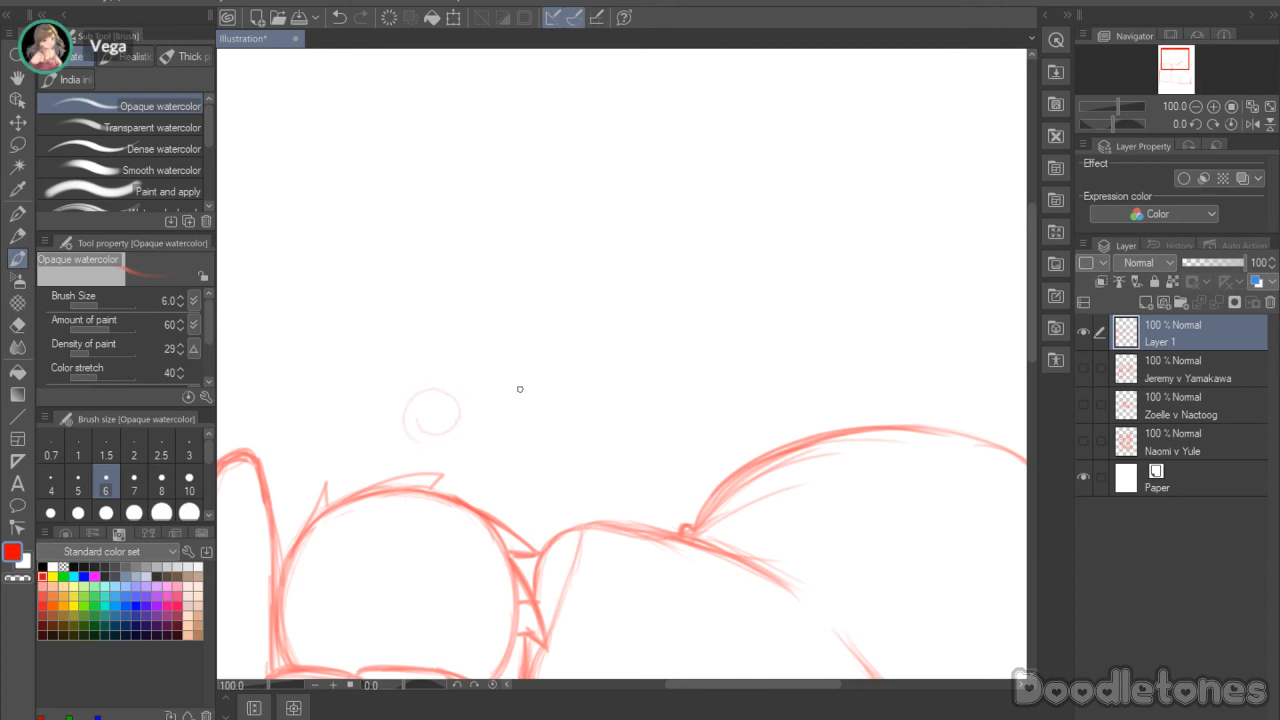 Vega
Sub Tool [Brush]
Realistic
Thick p
India in
Opaque watercolor
Transparent watercolor
Dense watercolor
Smooth watercolor
Paint and apply
Tool property [Opaque watercolor]
Opaque watercolor
Brush Size 6.0
Amount of paint 60
Density of paint 29
Color stretch 40
Brush size [Opaque watercolor]
0.7 1 1.5 2 2.5 3
4 5 6 7 8 10
Standard color set
Illustration*
100.0 0.0
Navigator
100.0
0.0
Layer Property
Effect
Expression color
Color
Layer History Auto Action
Normal 100
100 % Normal
Layer 1
100 % Normal
Jeremy v Yamakawa
100 % Normal
Zoelle v Nactoog
100 % Normal
Naomi v Yule
Paper
Doodletones